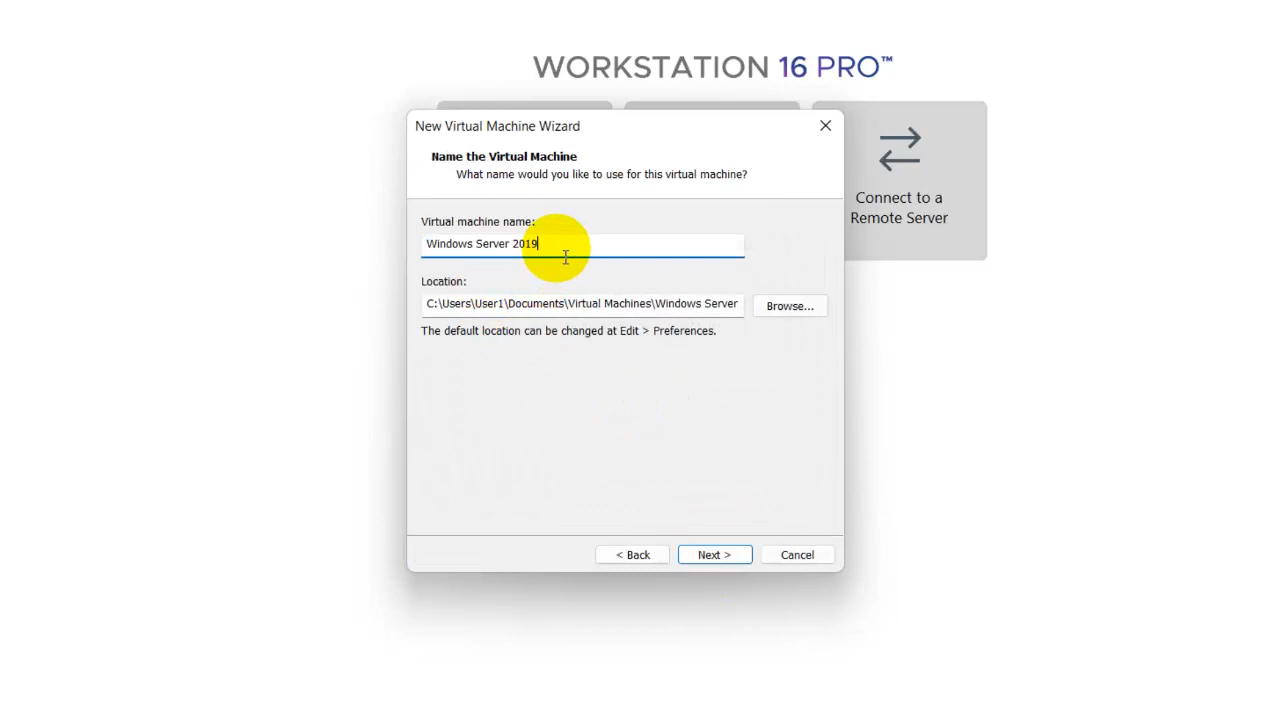 WORKSTATION 16 PRO™
New Virtual Machine Wizard
Name the Virtual Machine
What name would you like to use for this virtual machine?
Connect to a
Remote Server
Virtual machine name:
Windows Server 2019
Location:
C:\Users\User1\Documents\Virtual Machines\Windows Server
Browse...
The default location can be changed at Edit > Preferences.
< Back
Next >
Cancel